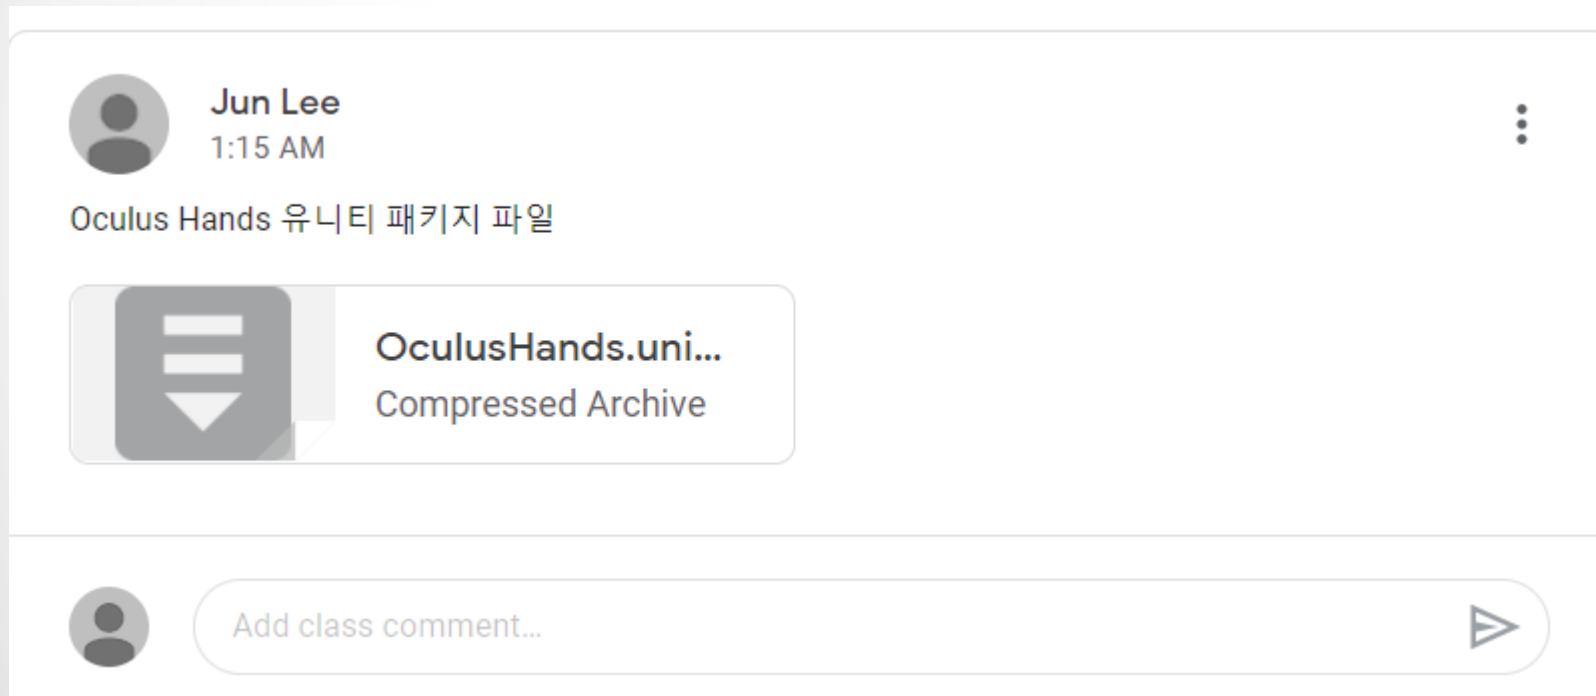 Jun Lee
1:15 AM
Oculus Hands 유니티 패키지 파일
OculusHands.uni...
Compressed Archive
Add class comment...